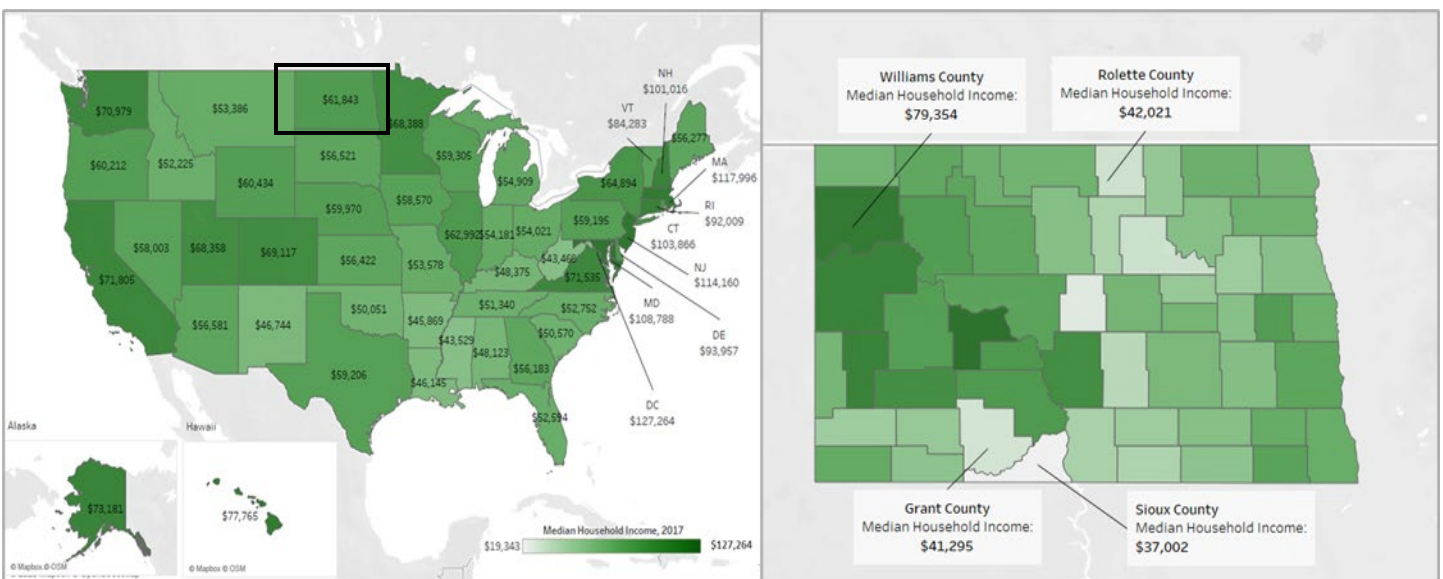 NH
$101,016
VT
$84,283
$70,979
$53,386
$61,843
$68,388
$56,277
$60,212
$52,225
$56,521
$59,305
MA
$117,996
$60,434
$54,909
$64,894
$59,970
$58,570
RI
$92,009
$58,003
$68,358
$69,117
$62,992
$54,181
$54,021
$59,195
CT
$103,866
$71,805
$56,422
$53,578
$48,375
$43,466
$71,535
NJ
$114,160
$56,581
$46,744
$50,051
$45,869
$51,340
$52,752
MD
$108,788
$43,529
$48,123
$50,570
DE
$93,957
$59,206
$46,145
$56,183
$52,594
DC
$127,264
Alaska
Hawaii
$73,181
$77,765
© Mapbox © OSM
© Mapbox © OSM
Median Household Income, 2017
$19,343
$127,264
Williams County
Median Household Income:
$79,354
Rolette County
Median Household Income:
$42,021
Grant County
Median Household Income:
$41,295
Sioux County
Median Household Income:
$37,002